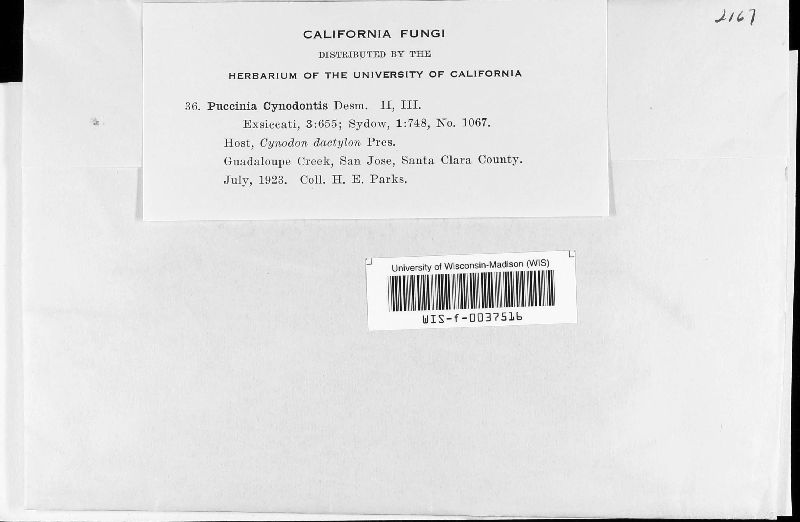 2167
CALIFORNIA FUNGI
DISTRIBUTED BY THE
HERBARIUM OF THE UNIVERSITY OF CALIFORNIA
36. Puccinia Cynodontis Desm. II, III.
Exsiccati, 3:655; Sydow, 1:748, No. 1067.
Host, Cynodon dactylon Pres.
Guadaloupe Creek, San Jose, Santa Clara County.
July, 1923. Coll. H. E. Parks.
University of Wisconsin-Madison (WIS)
WIS-f-0037516